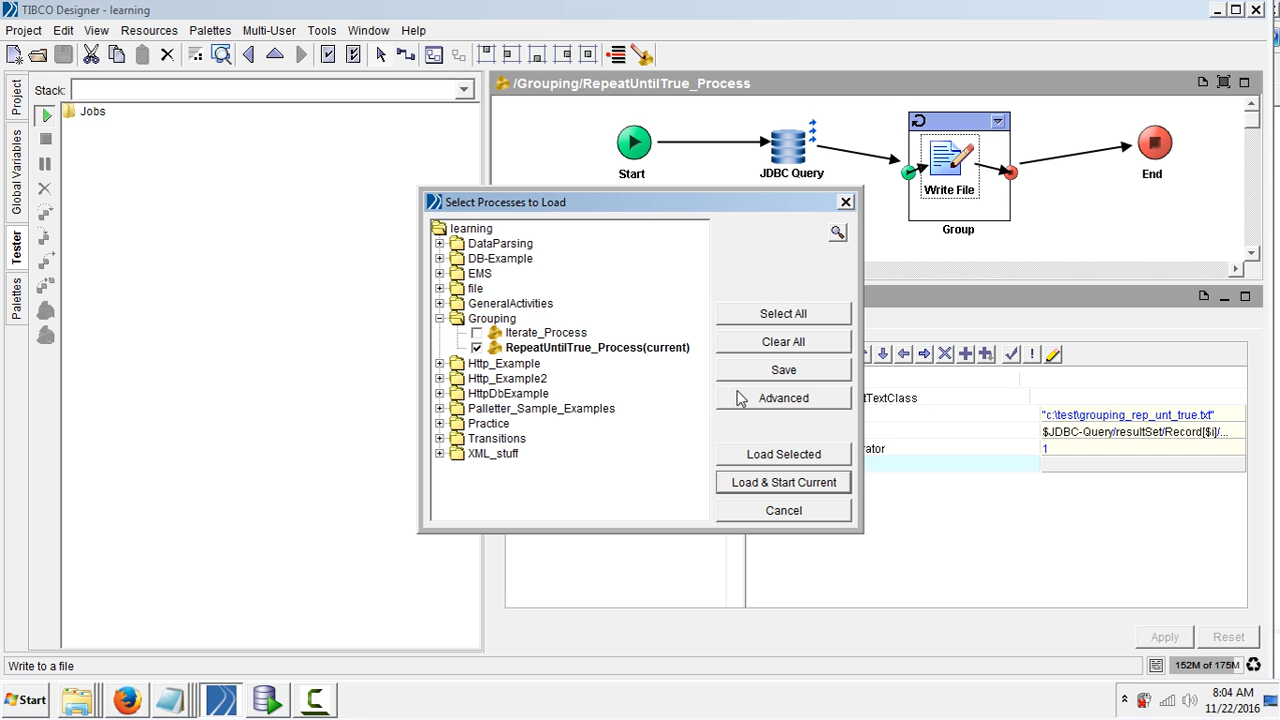 TIBCO Designer - learning
Project Edit View Resources Palettes Multi-User Tools Window Help
Project
Global Variables
Tester
Palettes
Stack:
Jobs
/Grouping/RepeatUntilTrue_Process
Start
JDBC Query
Write File
Group
End
Select Processes to Load
learning
DataParsing
DB-Example
EMS
file
GeneralActivities
Grouping
Iterate_Process
RepeatUntilTrue_Process(current)
Http_Example
Http_Example2
HttpDbExample
Palletter_Sample_Examples
Practice
Transitions
XML_stuff
Select All
Clear All
Save
Advanced
Load Selected
Load & Start Current
Cancel
TextClass
"c:\test\grouping_rep_unt_true.txt"
$JDBC-Query/resultSet/Record[$i]/...
rator
1
Apply
Reset
Write to a file
152M of 175M
Start
8:04 AM
11/22/2016